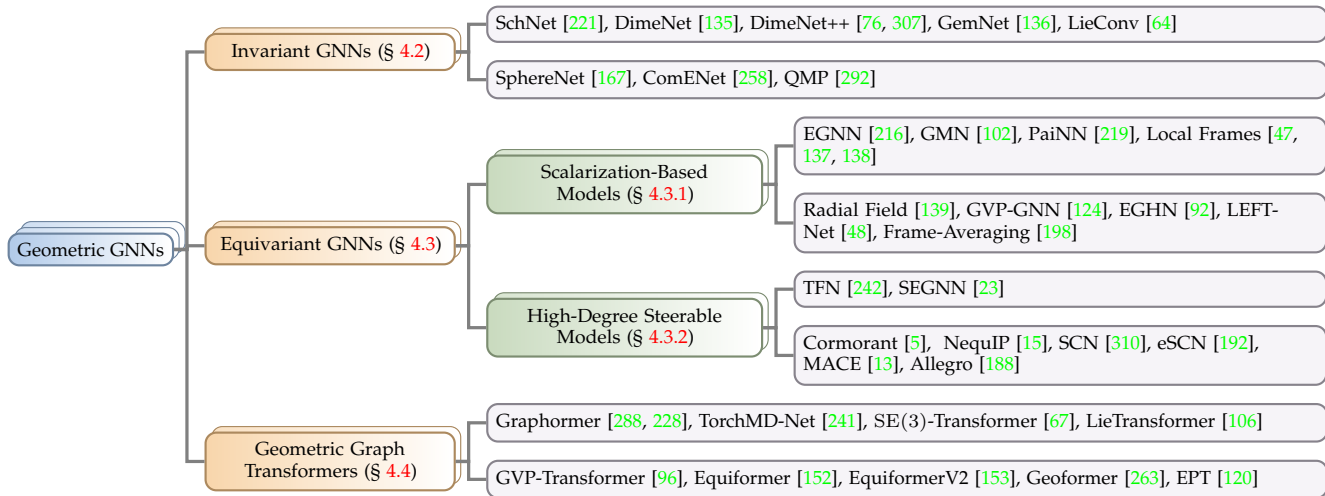 Geometric GNNs
Invariant GNNs (§ 4.2)
SchNet [221], DimeNet [135], DimeNet++ [76, 307], GemNet [136], LieConv [64]
SphereNet [167], ComENet [258], QMP [292]
Equivariant GNNs (§ 4.3)
Scalarization-Based
Models (§ 4.3.1)
EGNN [216], GMN [102], PaiNN [219], Local Frames [47,
137, 138]
Radial Field [139], GVP-GNN [124], EGHN [92], LEFT-
Net [48], Frame-Averaging [198]
High-Degree Steerable
Models (§ 4.3.2)
TFN [242], SEGNN [23]
Cormorant [5], NequIP [15], SCN [310], eSCN [192],
MACE [13], Allegro [188]
Geometric Graph
Transformers (§ 4.4)
Graphormer [288, 228], TorchMD-Net [241], SE(3)-Transformer [67], LieTransformer [106]
GVP-Transformer [96], Equiformer [152], EquiformerV2 [153], Geoformer [263], EPT [120]